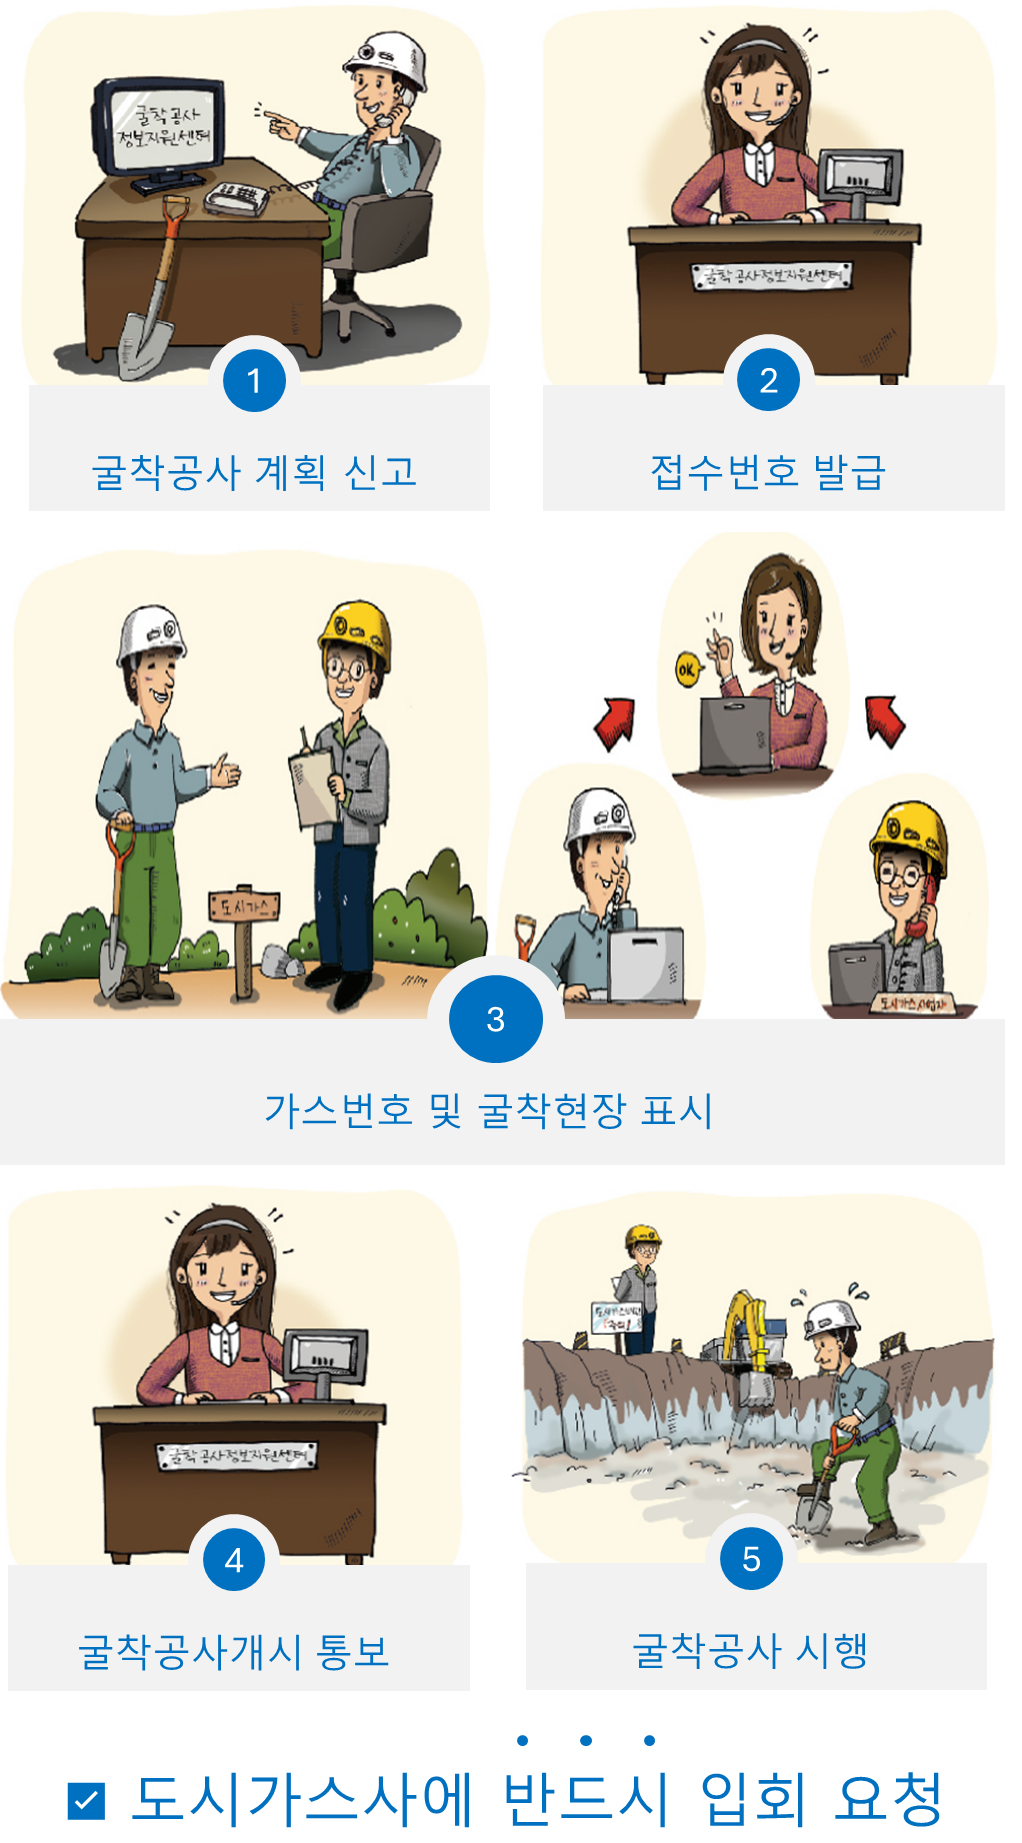 굴착공사
정보지원센터
1
굴착공사 계획 신고
굴착공사정보지원센터
2
접수번호 발급
도시가스
OK
도시가스사업자
3
가스번호 및 굴착현장 표시
굴착공사정보지원센터
4
굴착공사개시 통보
5
굴착공사 시행
도시가스사에 반드시 입회 요청